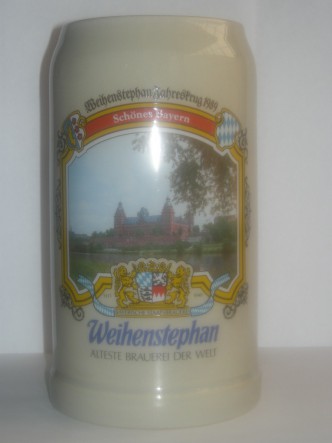 Weihenstephan Jahreskrug 1989
Schönes Bayern
Weihenstephan
ÄLTESTE BRAUEREI DER WELT